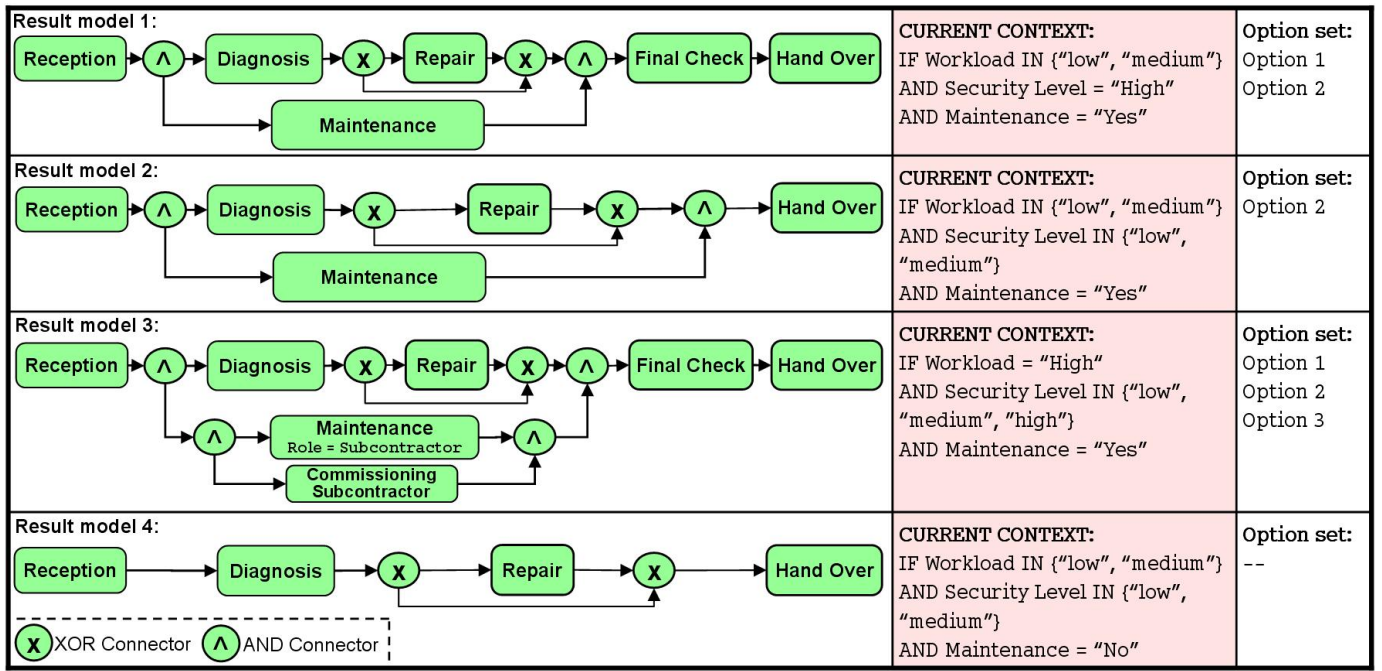 Result model 1:
Reception
ʌ
Diagnosis
X
Repair
X
ʌ
Final Check
Hand Over
Maintenance
CURRENT CONTEXT:
IF Workload IN {“low”, “medium”}
AND Security Level = “High”
AND Maintenance = “Yes”
Option set:
Option 1
Option 2
Result model 2:
Reception
ʌ
Diagnosis
X
Repair
X
ʌ
Hand Over
Maintenance
CURRENT CONTEXT:
IF Workload IN {“low”, “medium”}
AND Security Level IN {“low”,
“medium”}
AND Maintenance = “Yes”
Option set:
Option 2
Result model 3:
Reception
ʌ
Diagnosis
X
Repair
X
ʌ
Final Check
Hand Over
ʌ
Maintenance
Role = Subcontractor
ʌ
Commissioning
Subcontractor
CURRENT CONTEXT:
IF Workload = “High“
AND Security Level IN {“low”,
“medium”, ”high”}
AND Maintenance = “Yes”
Option set:
Option 1
Option 2
Option 3
Result model 4:
Reception
Diagnosis
X
Repair
X
Hand Over
X XOR Connector ʌ AND Connector
CURRENT CONTEXT:
IF Workload IN {“low”, “medium”}
AND Security Level IN {“low”,
“medium”}
AND Maintenance = “No”
Option set:
--